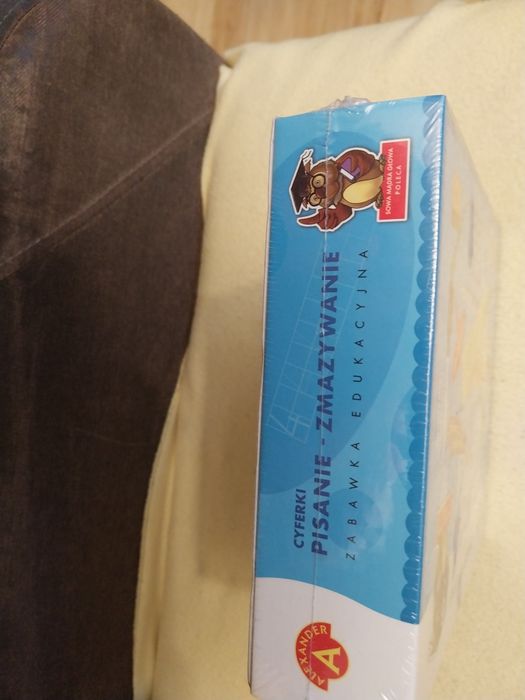 CYFERKI
PISANIE - ZMAZYWANIE
ZABAWKA EDUKACYJNA
SOWA MĄDRA GŁOWA
POLECA
ALEXANDER
A